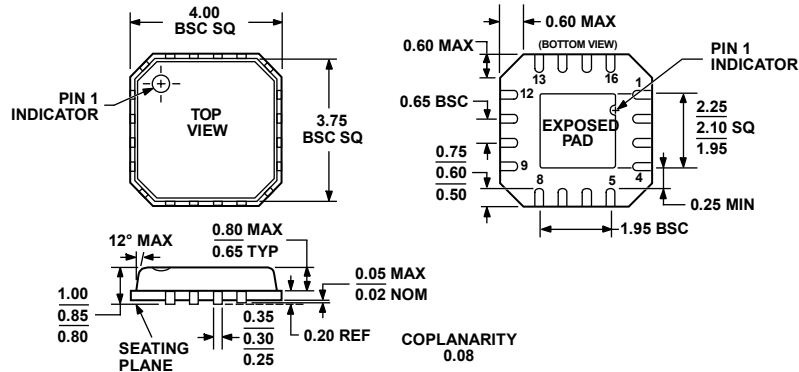 4.00
BSC SQ
PIN 1
INDICATOR
TOP
VIEW
3.75
BSC SQ
0.60 MAX
0.60 MAX
(BOTTOM VIEW)
PIN 1
INDICATOR
13
16
12
1
0.65 BSC
EXPOSED
PAD
2.25
2.10 SQ
1.95
0.75
0.60
0.50
9
8
5
4
0.25 MIN
1.95 BSC
12° MAX
0.80 MAX
0.65 TYP
0.05 MAX
0.02 NOM
1.00
0.85
0.80
SEATING
PLANE
0.35
0.30
0.25
0.20 REF
COPLANARITY
0.08